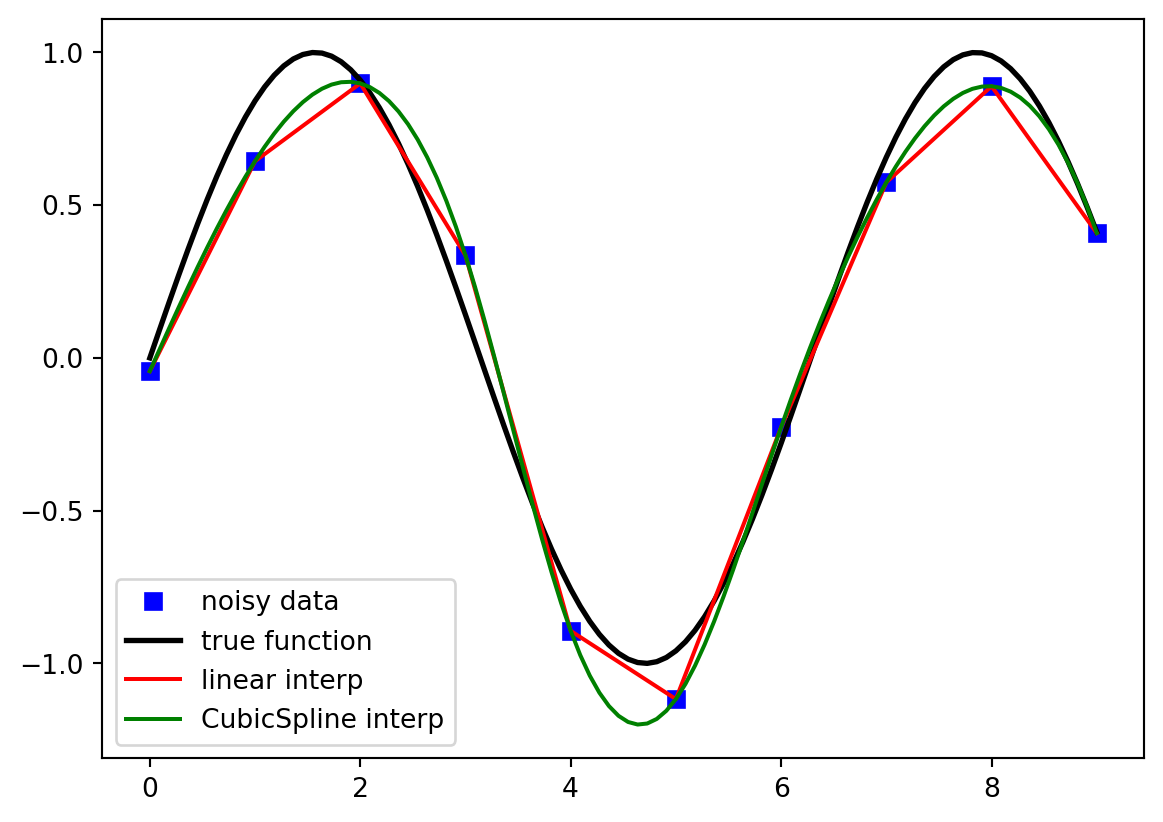 1.0
0.5
0.0
−0.5
−1.0
noisy data
true function
linear interp
CubicSpline interp
0 2 4 6 8